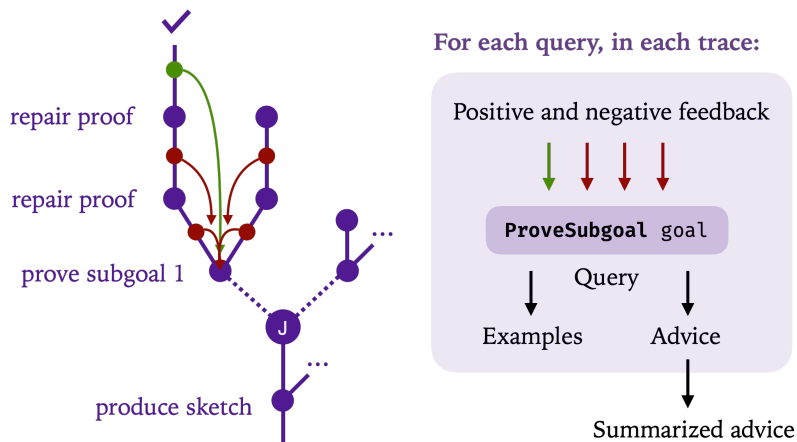 repair proof
repair proof
prove subgoal 1
...
J
...
produce sketch
For each query, in each trace:
Positive and negative feedback
ProveSubgoal goal
Query
Examples
Advice
Summarized advice